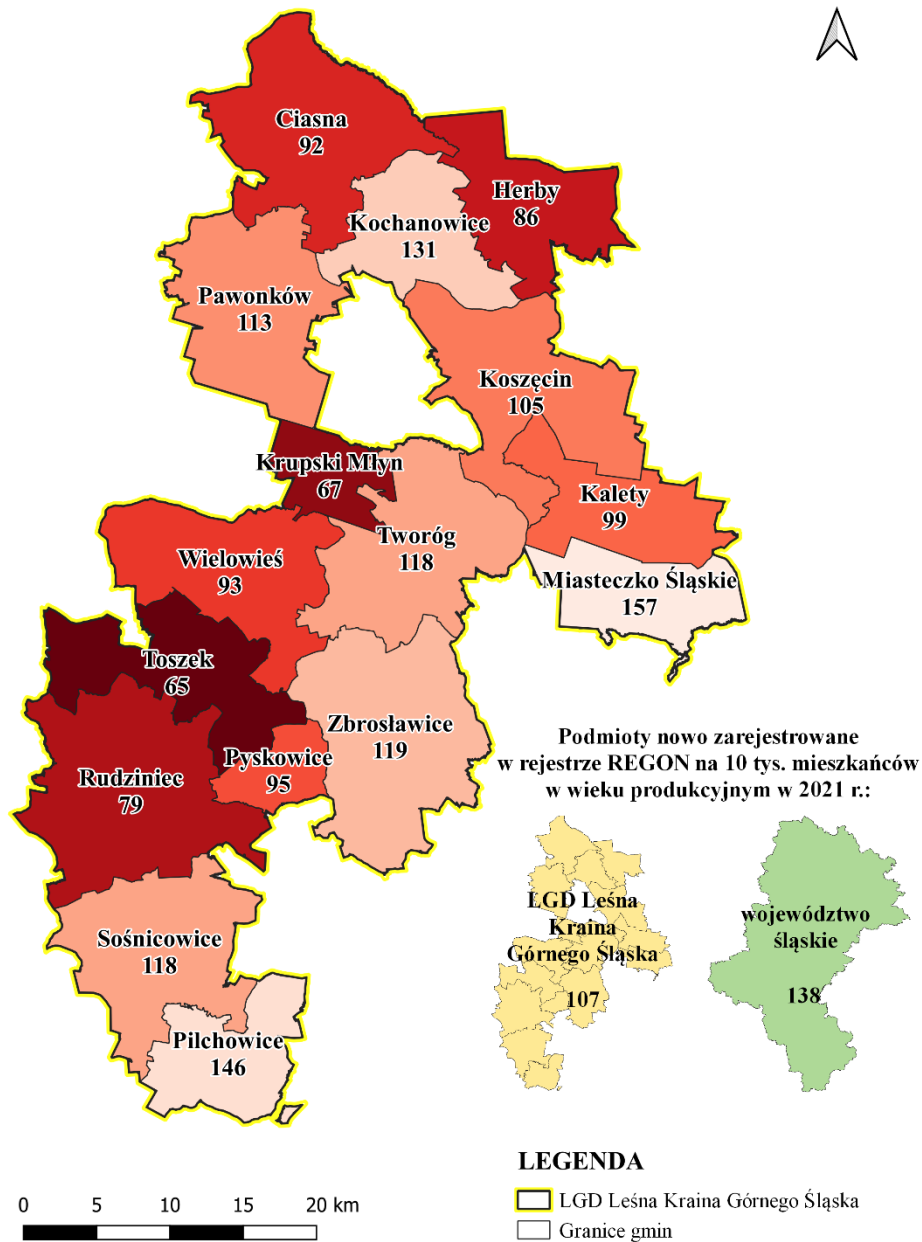 Ciasna
92
Herby
86
Kochanowice
131
Pawonków
113
Koszęcin
105
Krupski Młyn
67
Kalety
99
Tworóg
118
Wielowieś
93
Miasteczko Śląskie
157
Toszek
65
Zbrosławice
119
Pyskowice
95
Rudziniec
79
Sośnicowice
118
Pilchowice
146
Podmioty nowo zarejestrowane
w rejestrze REGON na 10 tys. mieszkańców
w wieku produkcyjnym w 2021 r.:
LGD Leśna
Kraina
Górnego Śląska
107
województwo
śląskie
138
LEGENDA
LGD Leśna Kraina Górnego Śląska
Granice gmin
0 5 10 15 20 km